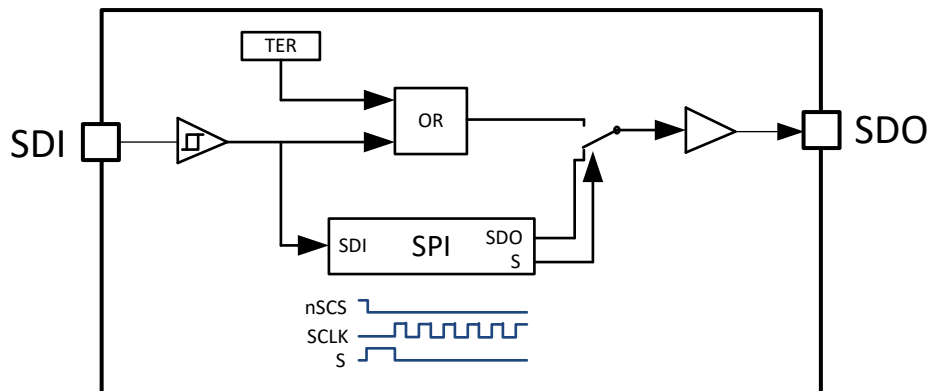 TER
OR
SDI
SDO
SDI
SPI
SDO
S
nSCS
SCLK
S